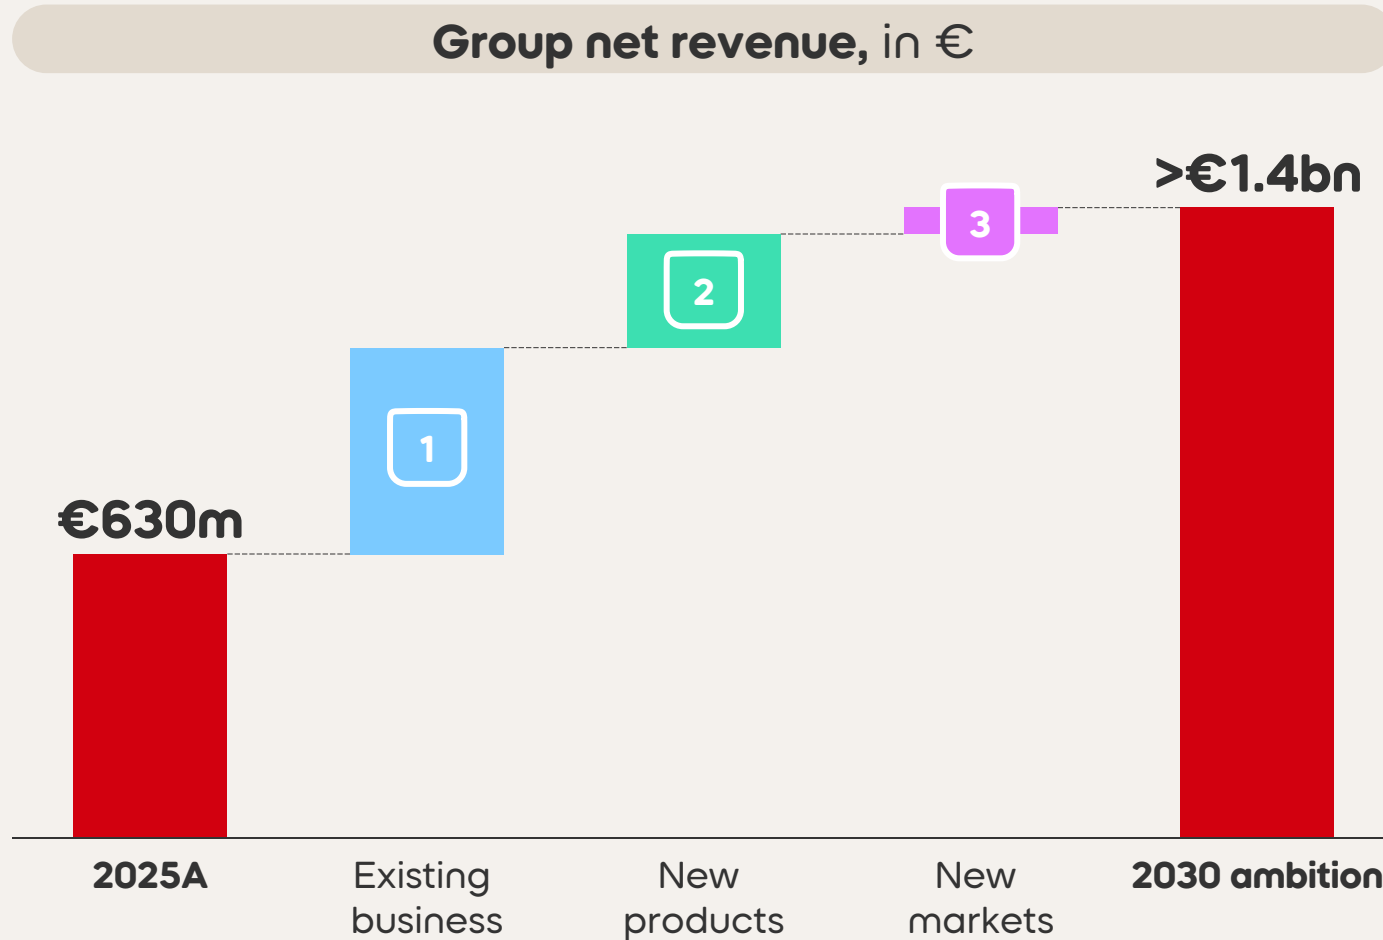 Group net revenue, in €
>€1.4bn
3
2
1
€630m
2025A
Existing
business
New
products
New
markets
2030 ambition